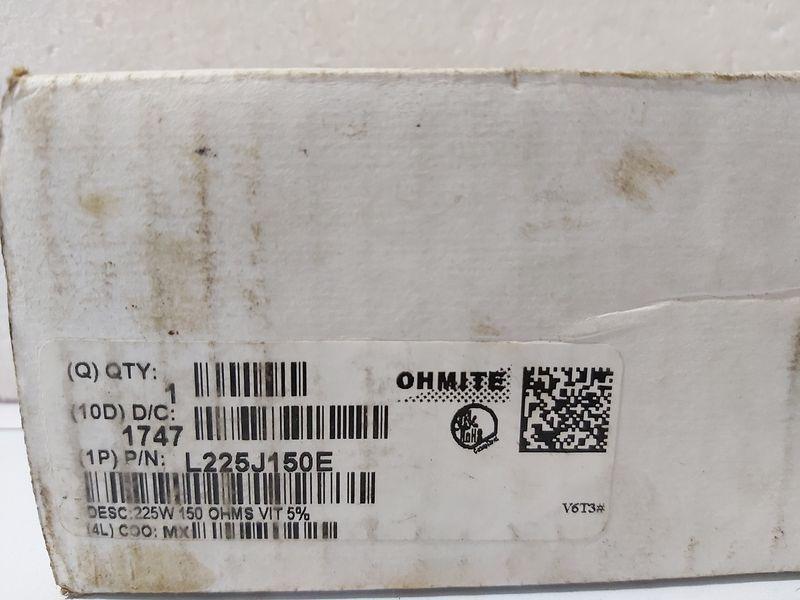 (Q) QTY:
1
OHMITE
(10D) D/C:
1747
(1P) P/N: L225J150E
DESC:225W 150 OHMS VIT 5%
(4L) COO: MX
V6T3#